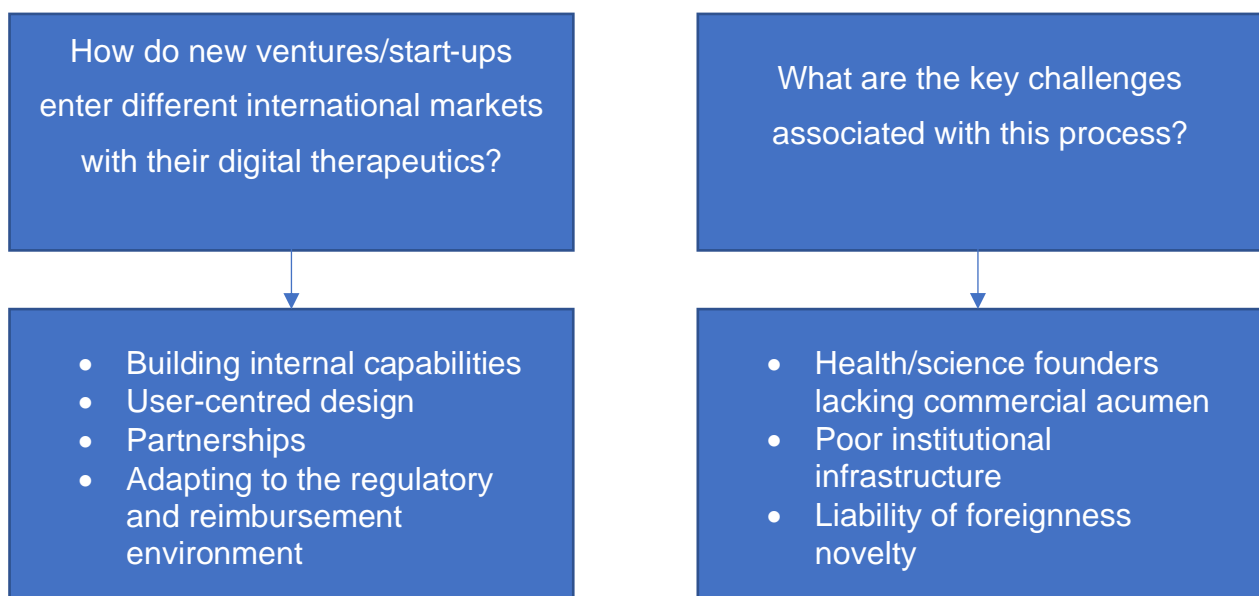 How do new ventures/start-ups
enter different international markets
with their digital therapeutics?
What are the key challenges
associated with this process?
• Building internal capabilities
• User-centred design
• Partnerships
• Adapting to the regulatory
and reimbursement
environment
• Health/science founders
lacking commercial acumen
• Poor institutional
infrastructure
• Liability of foreignness
novelty